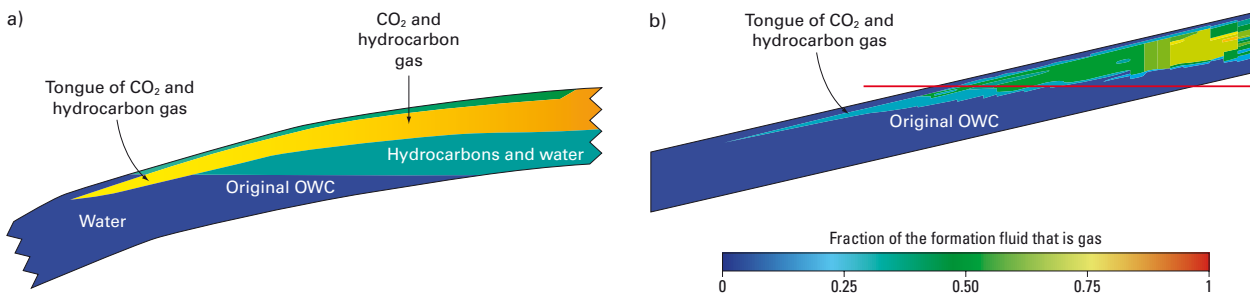 a)
CO₂ and
hydrocarbon
gas
Tongue of CO₂ and
hydrocarbon gas
Hydrocarbons and water
Original OWC
Water
b)
Tongue of CO₂ and
hydrocarbon gas
Original OWC
Fraction of the formation fluid that is gas
0 0.25 0.50 0.75 1